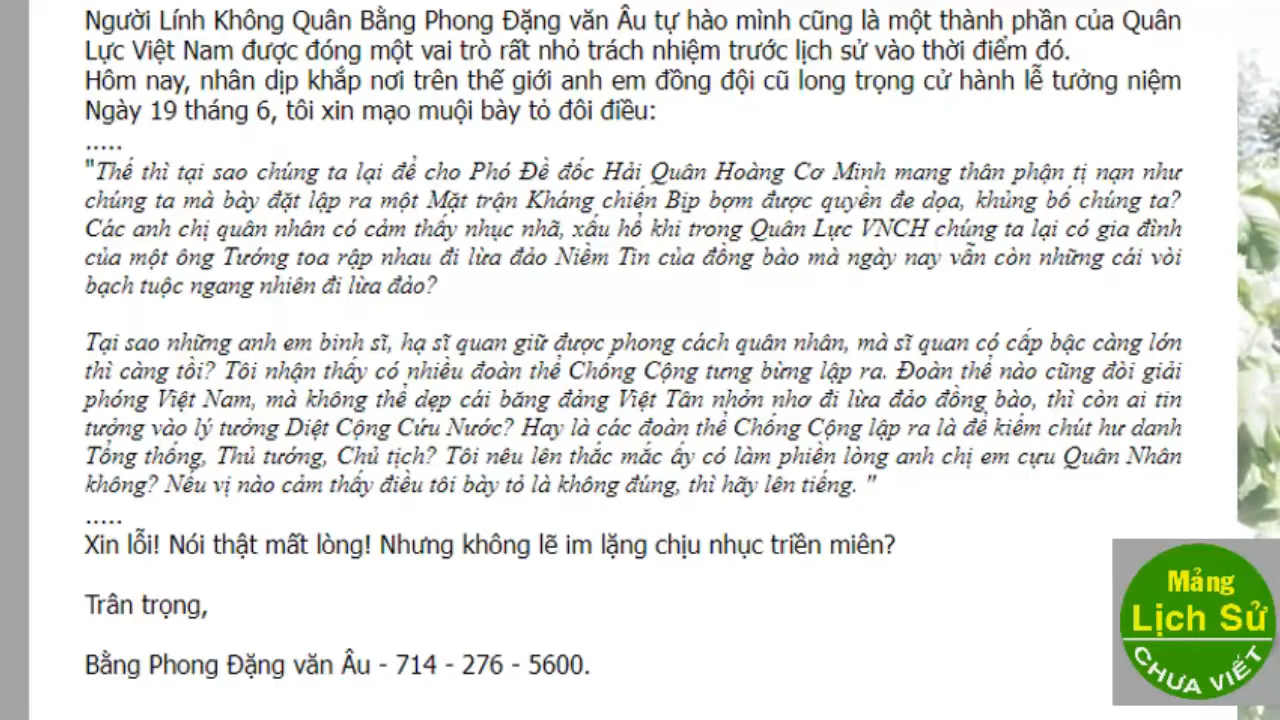 Người Lính Không Quân Bằng Phong Đặng văn Âu tự hào mình cũng là một thành phần của Quân
Lực Việt Nam được đóng một vai trò rất nhỏ trách nhiệm trước lịch sử vào thời điểm đó.
Hôm nay, nhân dịp khắp nơi trên thế giới anh em đồng đội cũ long trọng cử hành lễ tưởng niệm
Ngày 19 tháng 6, tôi xin mạo muội bày tỏ đôi điều:
.....
"Thế thì tại sao chúng ta lại để cho Phó Đề đốc Hải Quân Hoàng Cơ Minh mang thân phận tị nạn như
chúng ta mà bày đặt lập ra một Mặt trận Kháng chiến Bịp bợm được quyền đe dọa, khủng bố chúng ta?
Các anh chị quân nhân có cảm thấy nhục nhã, xấu hổ khi trong Quân Lực VNCH chúng ta lại có gia đình
của một ông Tướng toa rập nhau đi lừa đảo Niềm Tin của đồng bào mà ngày nay vẫn còn những cái vòi
bạch tuộc ngang nhiên đi lừa đảo?
Tại sao những anh em binh sĩ, hạ sĩ quan giữ được phong cách quân nhân, mà sĩ quan có cấp bậc càng lớn
thì càng tồi? Tôi nhận thấy có nhiều đoàn thể Chống Cộng tưng bừng lập ra. Đoàn thể nào cũng đòi giải
phóng Việt Nam, mà không thể dẹp cái băng đảng Việt Tân nhởn nhơ đi lừa đảo đồng bào, thì còn ai tin
tưởng vào lý tưởng Diệt Cộng Cứu Nước? Hay là các đoàn thể Chống Cộng lập ra là để kiếm chút hư danh
Tổng thống, Thủ tướng, Chủ tịch? Tôi nêu lên thắc mắc ấy có làm phiền lòng anh chị em cựu Quân Nhân
không? Nếu vị nào cảm thấy điều tôi bày tỏ là không đúng, thì hãy lên tiếng. "
.....
Xin lỗi! Nói thật mất lòng! Nhưng không lẽ im lặng chịu nhục triền miên?
Trân trọng,
Bằng Phong Đặng văn Âu - 714 - 276 - 5600.
Mảng
Lịch Sử
CHƯA VIẾT